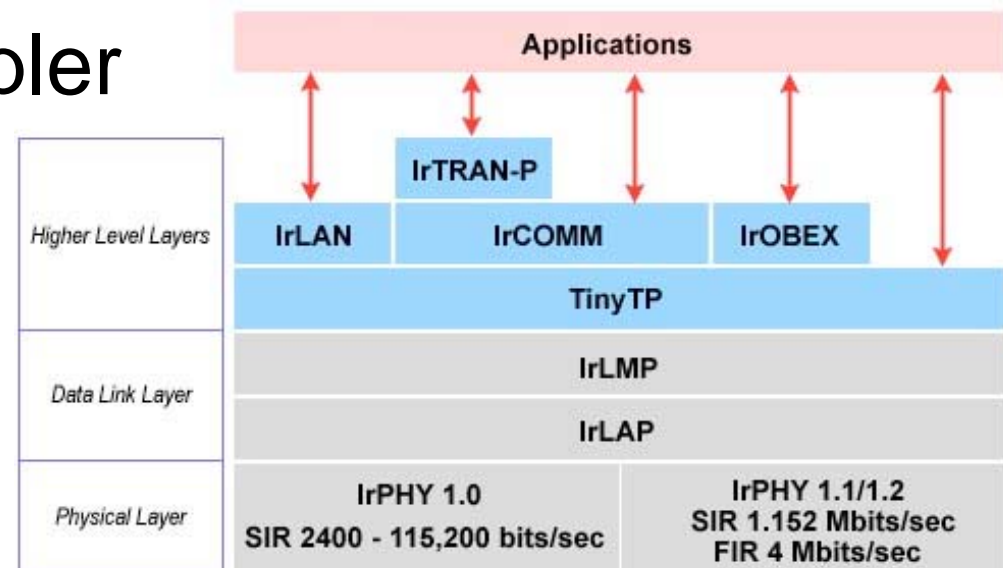 Applications
IrTRAN-P
Higher Level Layers
IrLAN
IrCOMM
IrOBEX
TinyTP
Data Link Layer
IrLMP
IrLAP
Physical Layer
IrPHY 1.0
SIR 2400 - 115,200 bits/sec
IrPHY 1.1/1.2
SIR 1.152 Mbits/sec
FIR 4 Mbits/sec